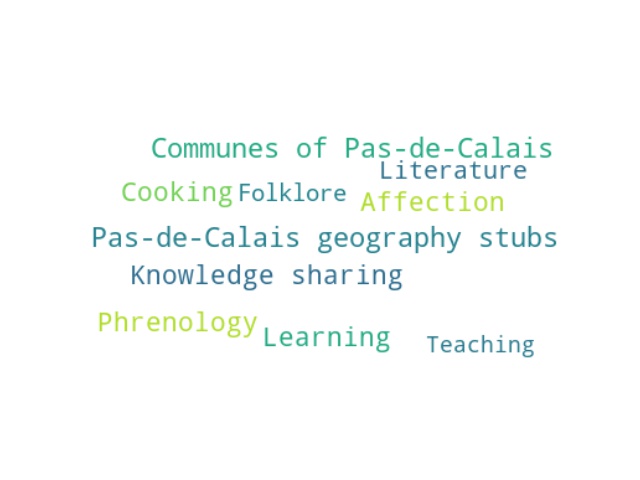 Communes of Pas-de-Calais
Literature
Cooking
Folklore
Affection
Pas-de-Calais geography stubs
Knowledge sharing
Phrenology
Learning
Teaching